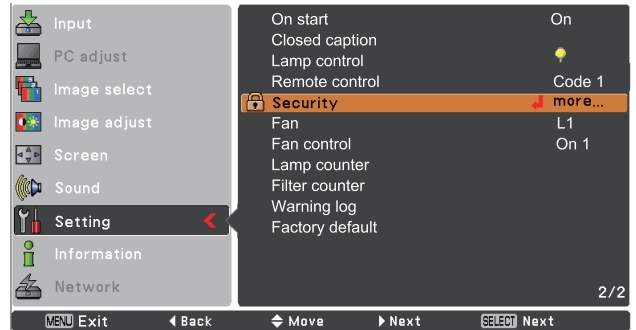 Input
PC adjust
Image select
Image adjust
Screen
Sound
Setting
Information
Network
On start On
Closed caption
Lamp control
Remote control Code 1
Security more...
Fan L1
Fan control On 1
Lamp counter
Filter counter
Warning log
Factory default
2/2
MENU Exit Back Move Next SELECT Next